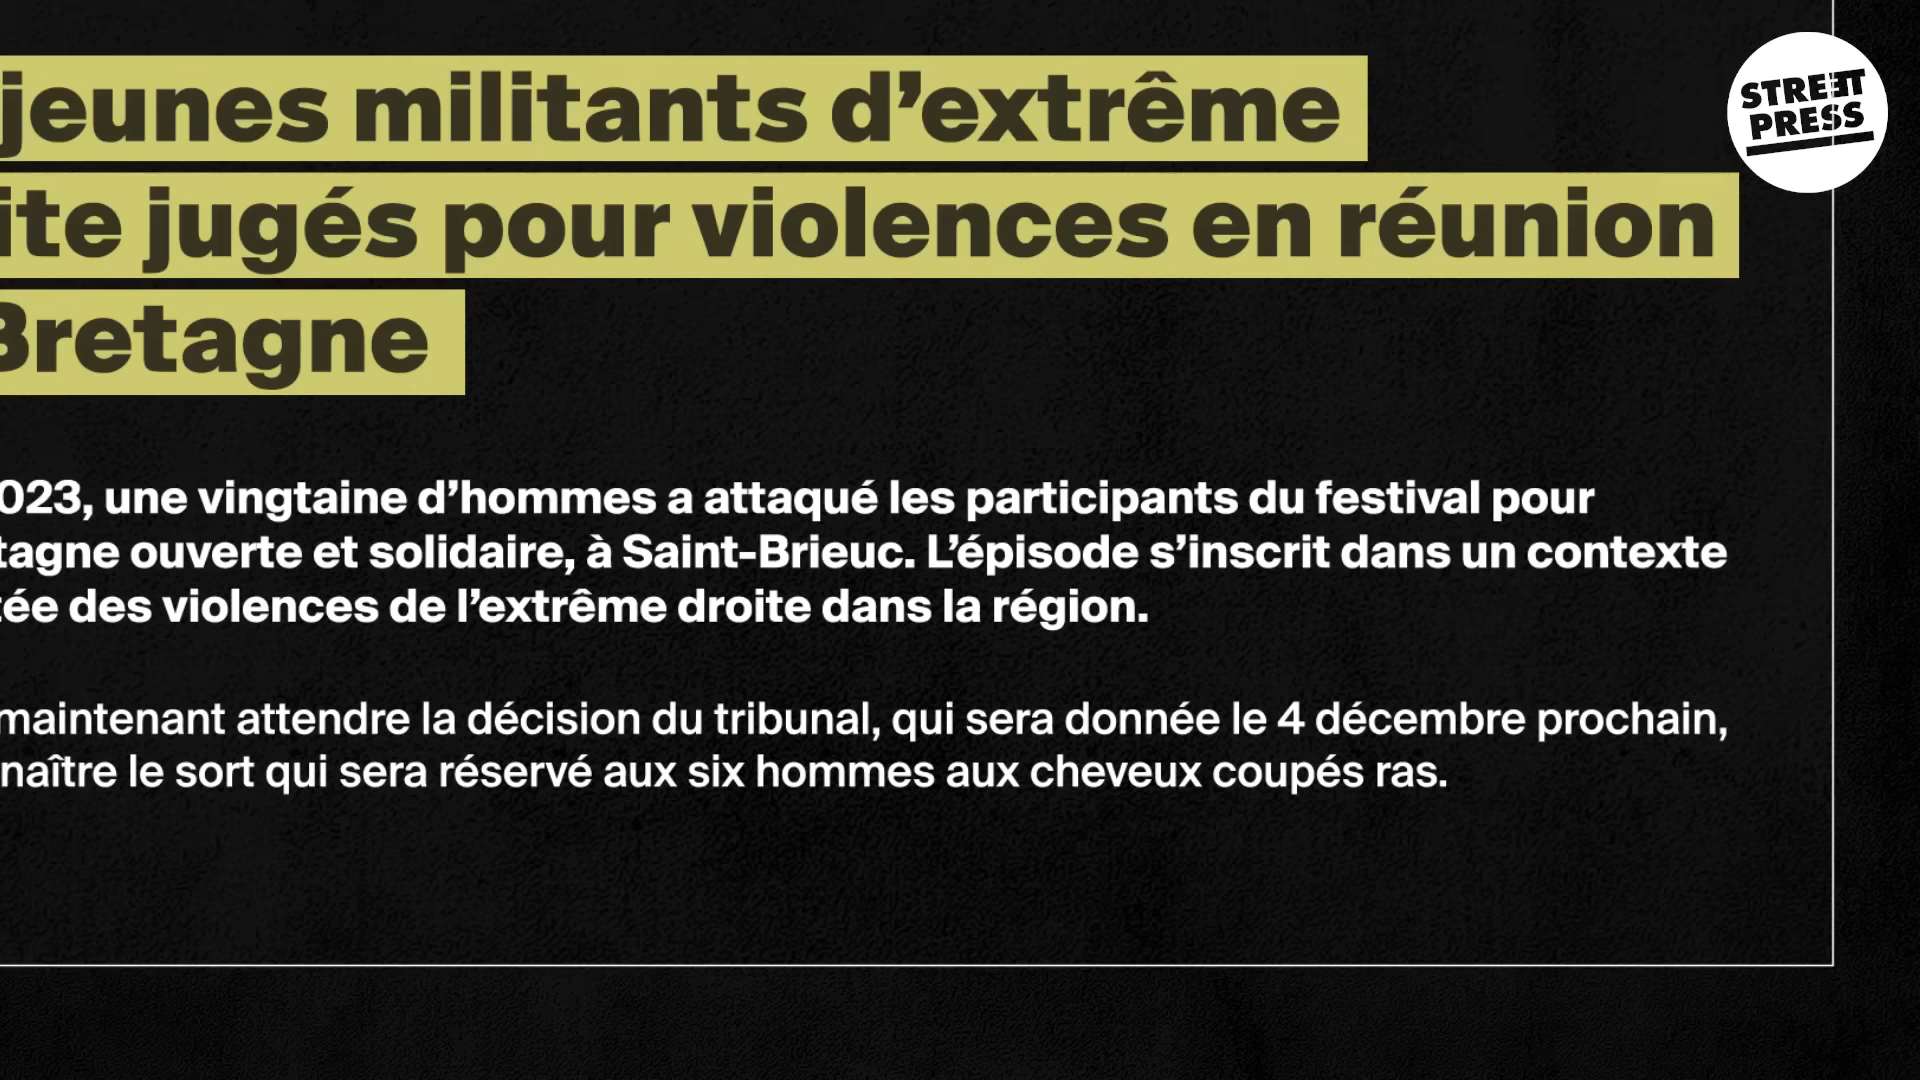 jeunes militants d’extrême
ite jugés pour violences en réunion
Bretagne
023, une vingtaine d’hommes a attaqué les participants du festival pour
tagne ouverte et solidaire, à Saint-Brieuc. L’épisode s’inscrit dans un contexte
tée des violences de l’extrême droite dans la région.
maintenant attendre la décision du tribunal, qui sera donnée le 4 décembre prochain,
naître le sort qui sera réservé aux six hommes aux cheveux coupés ras.
STREET
PRESS